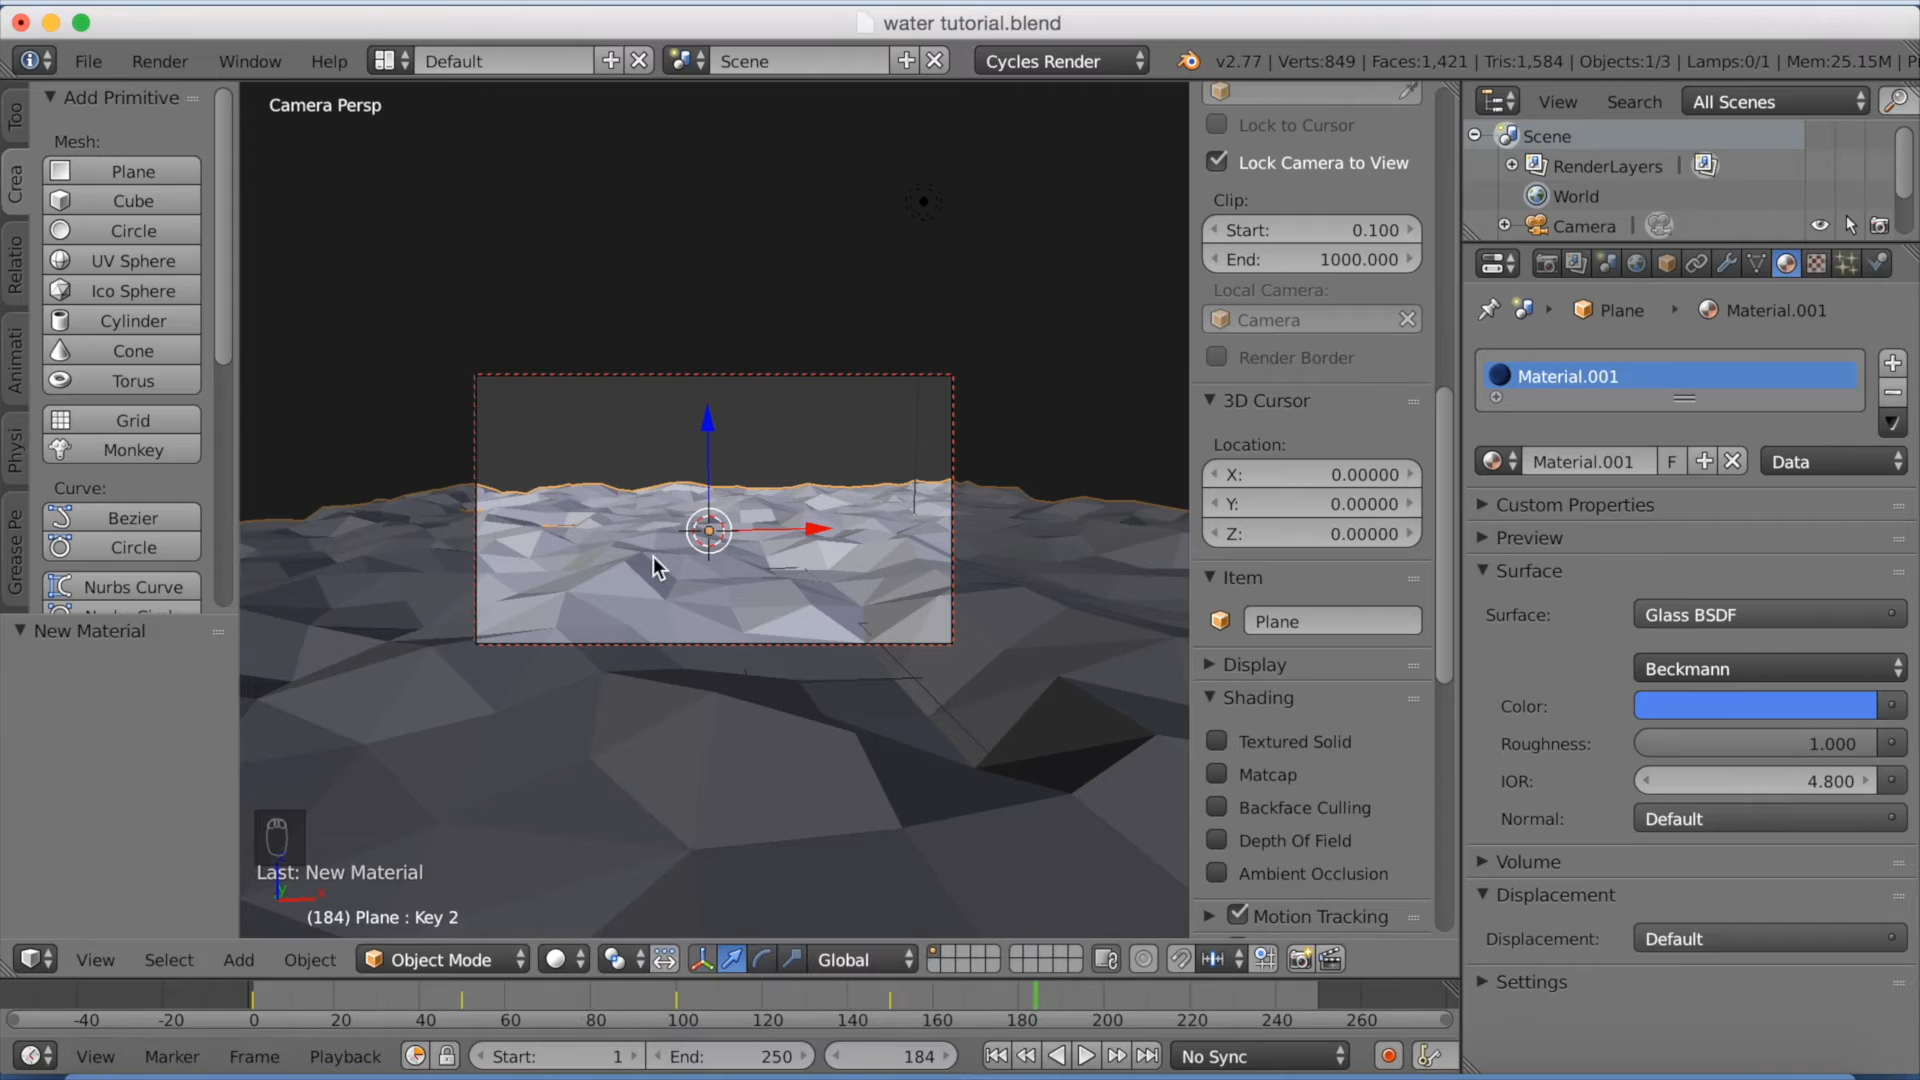 water tutorial.blend
File Render Window Help Default Scene Cycles Render v2.77 | Verts:849 | Faces:1,421 | Tris:1,584 | Objects:1/3 | Lamps:0/1 | Mem:25.15M |
Too
Crea
Relatio
Animati
Physi
Grease Pe
Add Primitive
Mesh:
Plane
Cube
Circle
UV Sphere
Ico Sphere
Cylinder
Cone
Torus
Grid
Monkey
Curve:
Bezier
Circle
Nurbs Curve
New Material
Camera Persp
Last: New Material
(184) Plane : Key 2
Lock to Cursor
Lock Camera to View
Clip:
Start: 0.100
End: 1000.000
Local Camera:
Camera
Render Border
3D Cursor
Location:
X: 0.00000
Y: 0.00000
Z: 0.00000
Item
Plane
Display
Shading
Textured Solid
Matcap
Backface Culling
Depth Of Field
Ambient Occlusion
Motion Tracking
View Search All Scenes
Scene
RenderLayers |
World
Camera |
Plane Material.001
Material.001
Material.001 F Data
Custom Properties
Preview
Surface
Surface: Glass BSDF
Beckmann
Color:
Roughness: 1.000
IOR: 4.800
Normal: Default
Volume
Displacement
Displacement: Default
Settings
View Select Add Object Object Mode Global
-40 -20 0 20 40 60 80 100 120 140 160 180 200 220 240 260
View Marker Frame Playback Start: 1 End: 250 184 No Sync